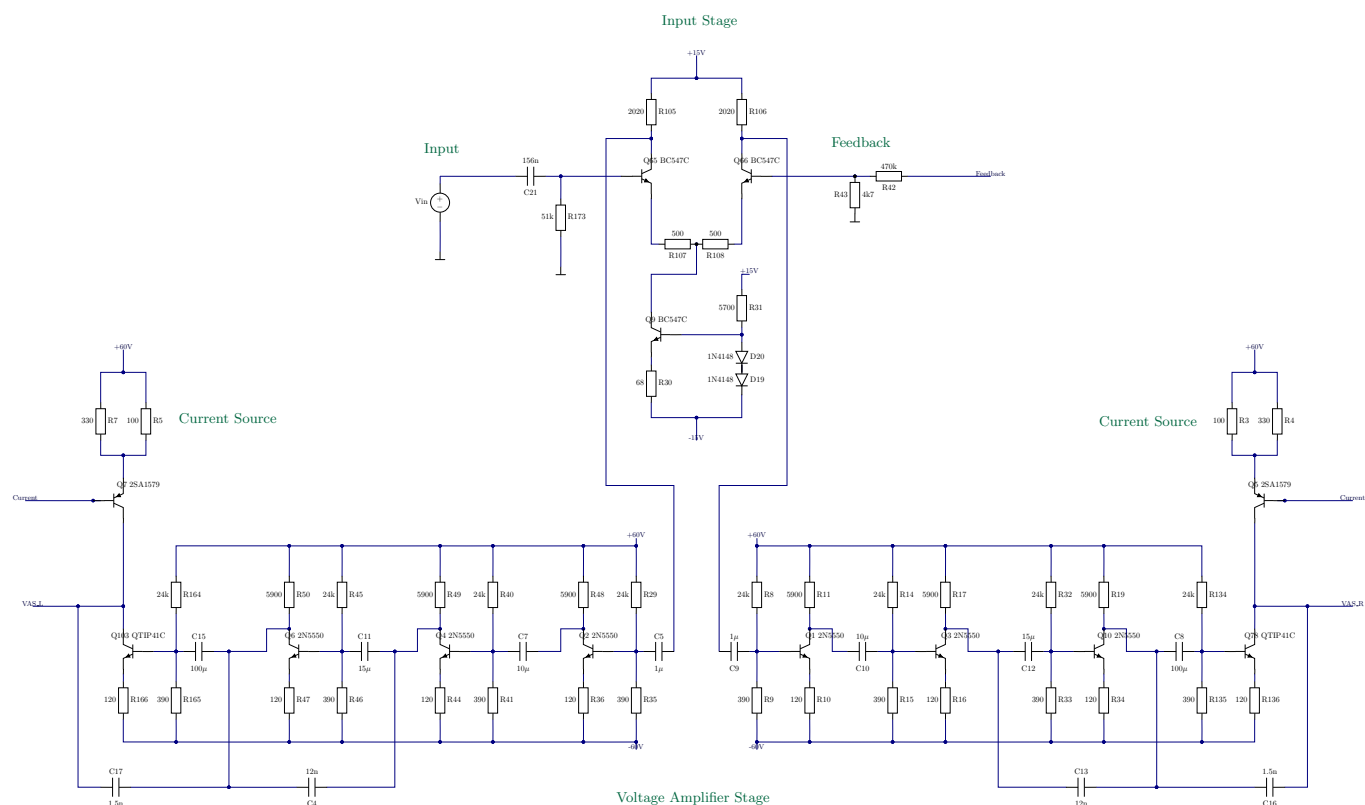 Input Stage
+15V
2020 R105
2020 R106
Input
Feedback
156n
C21
Q65 BC547C
Q66 BC547C
470k
R42
Feedback
Vin
51k R173
R43 4k7
500
R107
500
R108
+15V
5700 R31
Q9 BC547C
1N4148 D20
1N4148 D19
68 R30
-15V
+60V
330 R7
100 R5
Current Source
Q7 2SA1579
Current
+60V
100 R3
330 R4
Current Source
Q5 2SA1579
Current
+60V
24k R164
5900 R50
24k R45
5900 R49
24k R40
5900 R48
24k R29
VAS_L
Q103 QTIP41C
C15
100µ
Q6 2N5550
C11
15µ
Q4 2N5550
C7
10µ
Q2 2N5550
C5
1µ
120 R166
390 R165
120 R47
390 R46
120 R44
390 R41
120 R36
390 R35
-60V
C17
1.5n
12n
C4
+60V
24k R8
5900 R11
24k R14
5900 R17
24k R32
5900 R19
24k R134
VAS_R
1µ
C9
Q1 2N5550
10µ
C10
Q3 2N5550
15µ
C12
Q10 2N5550
C8
100µ
Q78 QTIP41C
390 R9
120 R10
390 R15
120 R16
390 R33
120 R34
390 R135
120 R136
-60V
C13
12n
1.5n
C16
Voltage Amplifier Stage